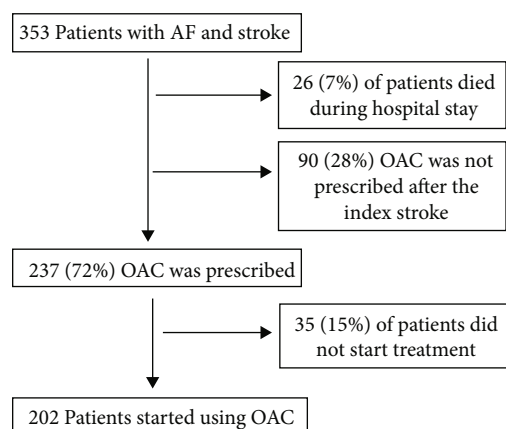 353 Patients with AF and stroke
26 (7%) of patients died
during hospital stay
90 (28%) OAC was not
prescribed after the
index stroke
237 (72%) OAC was prescribed
35 (15%) of patients did
not start treatment
202 Patients started using OAC